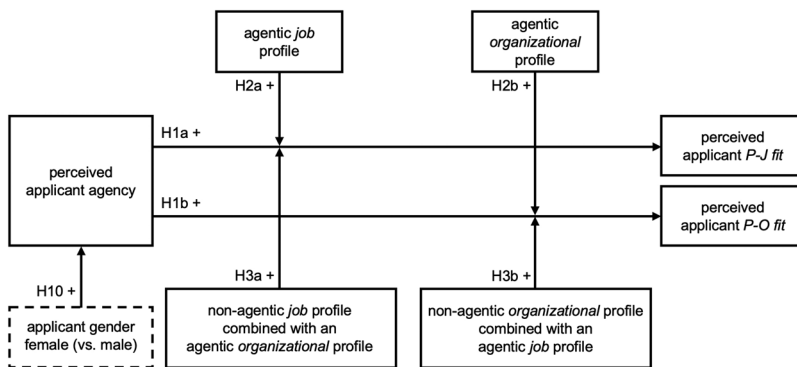 agentic job
profile
agentic
organizational
profile
H2a +
H2b +
H1a +
perceived
applicant agency
perceived
applicant P-J fit
H1b +
perceived
applicant P-O fit
H3a +
H3b +
H10 +
applicant gender
female (vs. male)
non-agentic job profile
combined with an
agentic organizational profile
non-agentic organizational profile
combined with an
agentic job profile